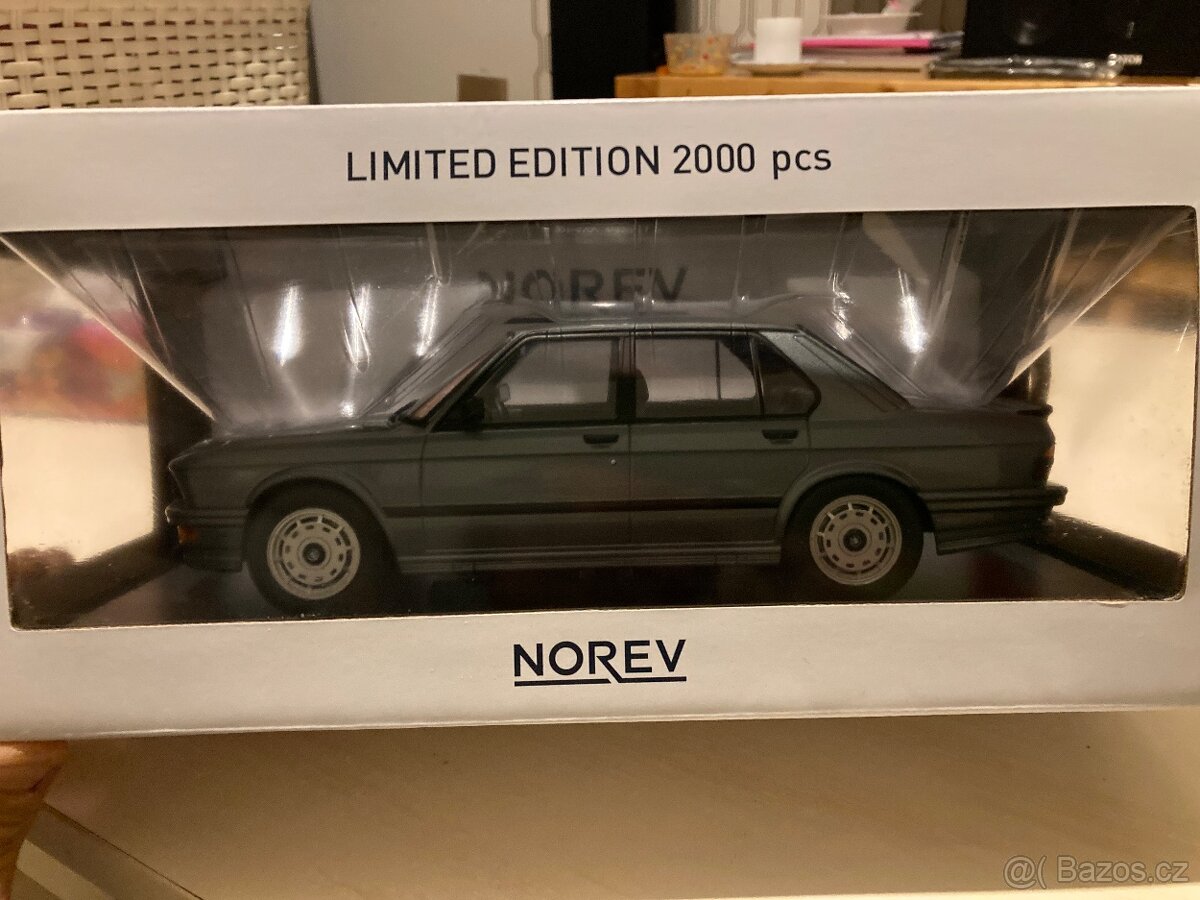 LIMITED EDITION 2000 pcs
NOREV
NOREV
@( Bazos.cz